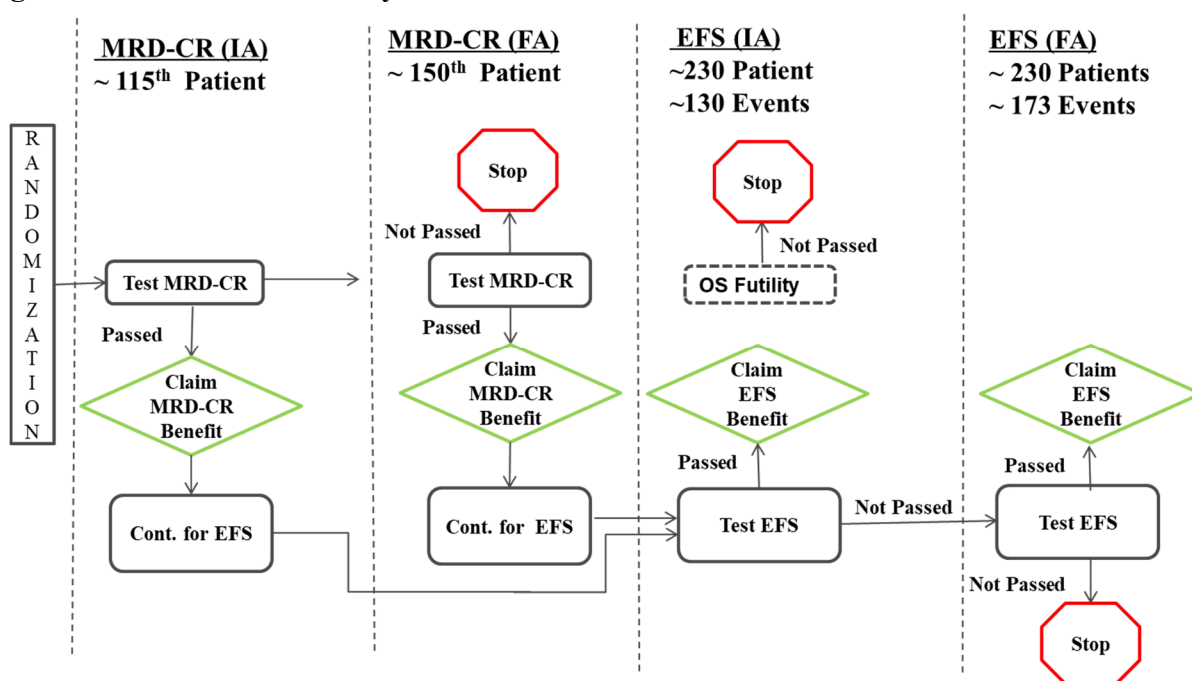 MRD-CR (IA)
~ 115th Patient
MRD-CR (FA)
~ 150th Patient
EFS (IA)
~230 Patient
~130 Events
EFS (FA)
~ 230 Patients
~ 173 Events
RANDOMIZATION
Test MRD-CR
Passed
Claim
MRD-CR
Benefit
Cont. for EFS
Stop
Not Passed
Test MRD-CR
Passed
Claim
MRD-CR
Benefit
Cont. for EFS
Stop
Not Passed
OS Futility
Claim
EFS
Benefit
Passed
Test EFS
Not Passed
Claim
EFS
Benefit
Passed
Test EFS
Not Passed
Stop